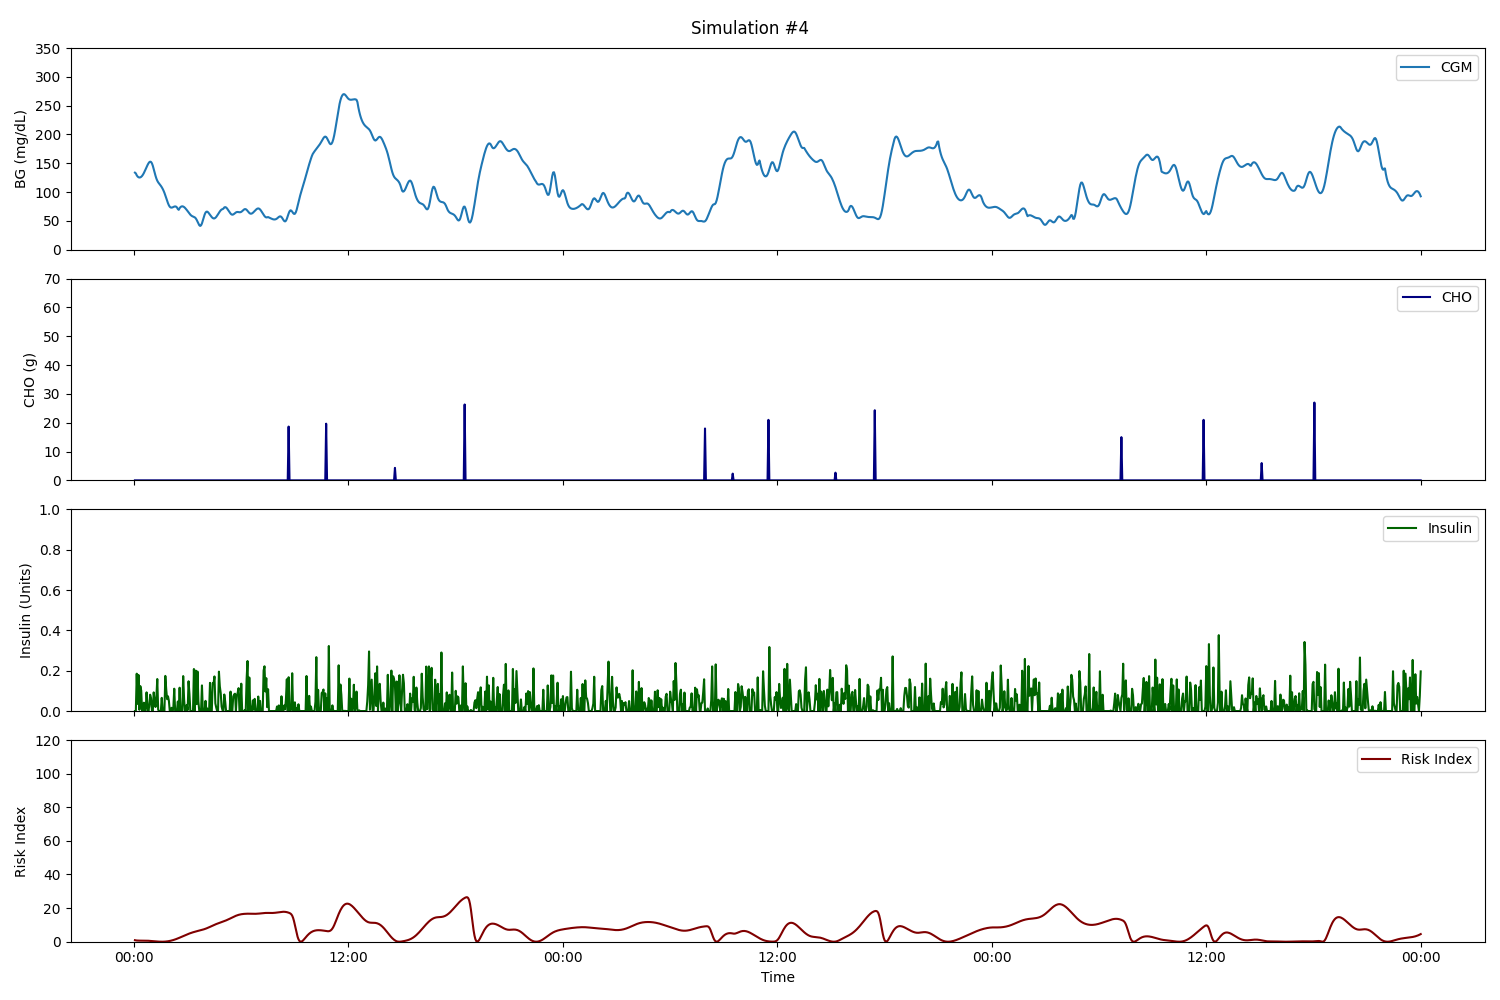 Simulation #4
350
300
250
200
150
100
50
0
BG (mg/dL)
CGM
70
60
50
40
30
20
10
0
CHO (g)
CHO
1.0
0.8
0.6
0.4
0.2
0.0
Insulin (Units)
Insulin
120
100
80
60
40
20
0
Risk Index
Risk Index
00:00 12:00 00:00 12:00 00:00 12:00 00:00
Time